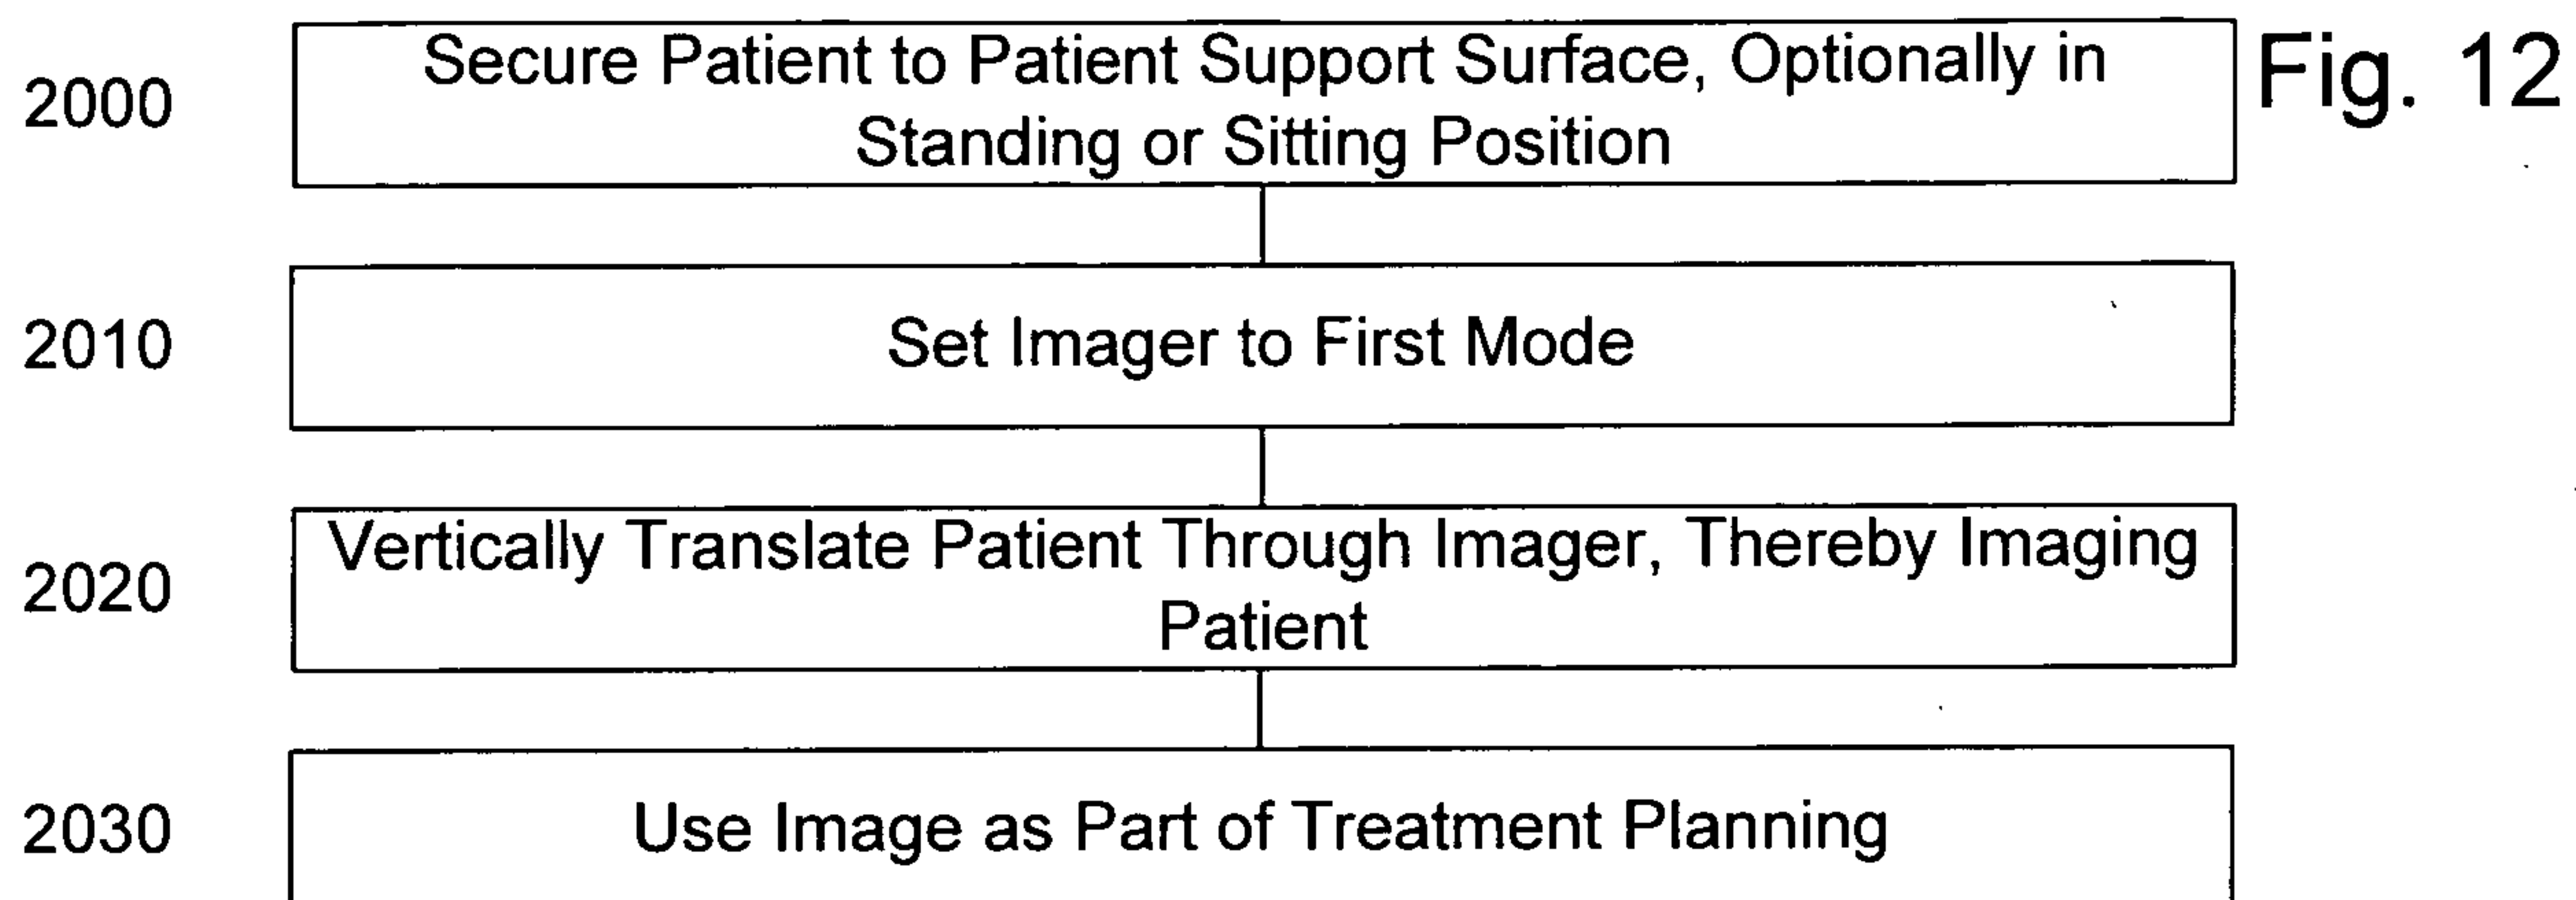 2000
Secure Patient to Patient Support Surface, Optionally in
Standing or Sitting Position
Fig. 12
2010
Set Imager to First Mode
2020
Vertically Translate Patient Through Imager, Thereby Imaging
Patient
2030
Use Image as Part of Treatment Planning